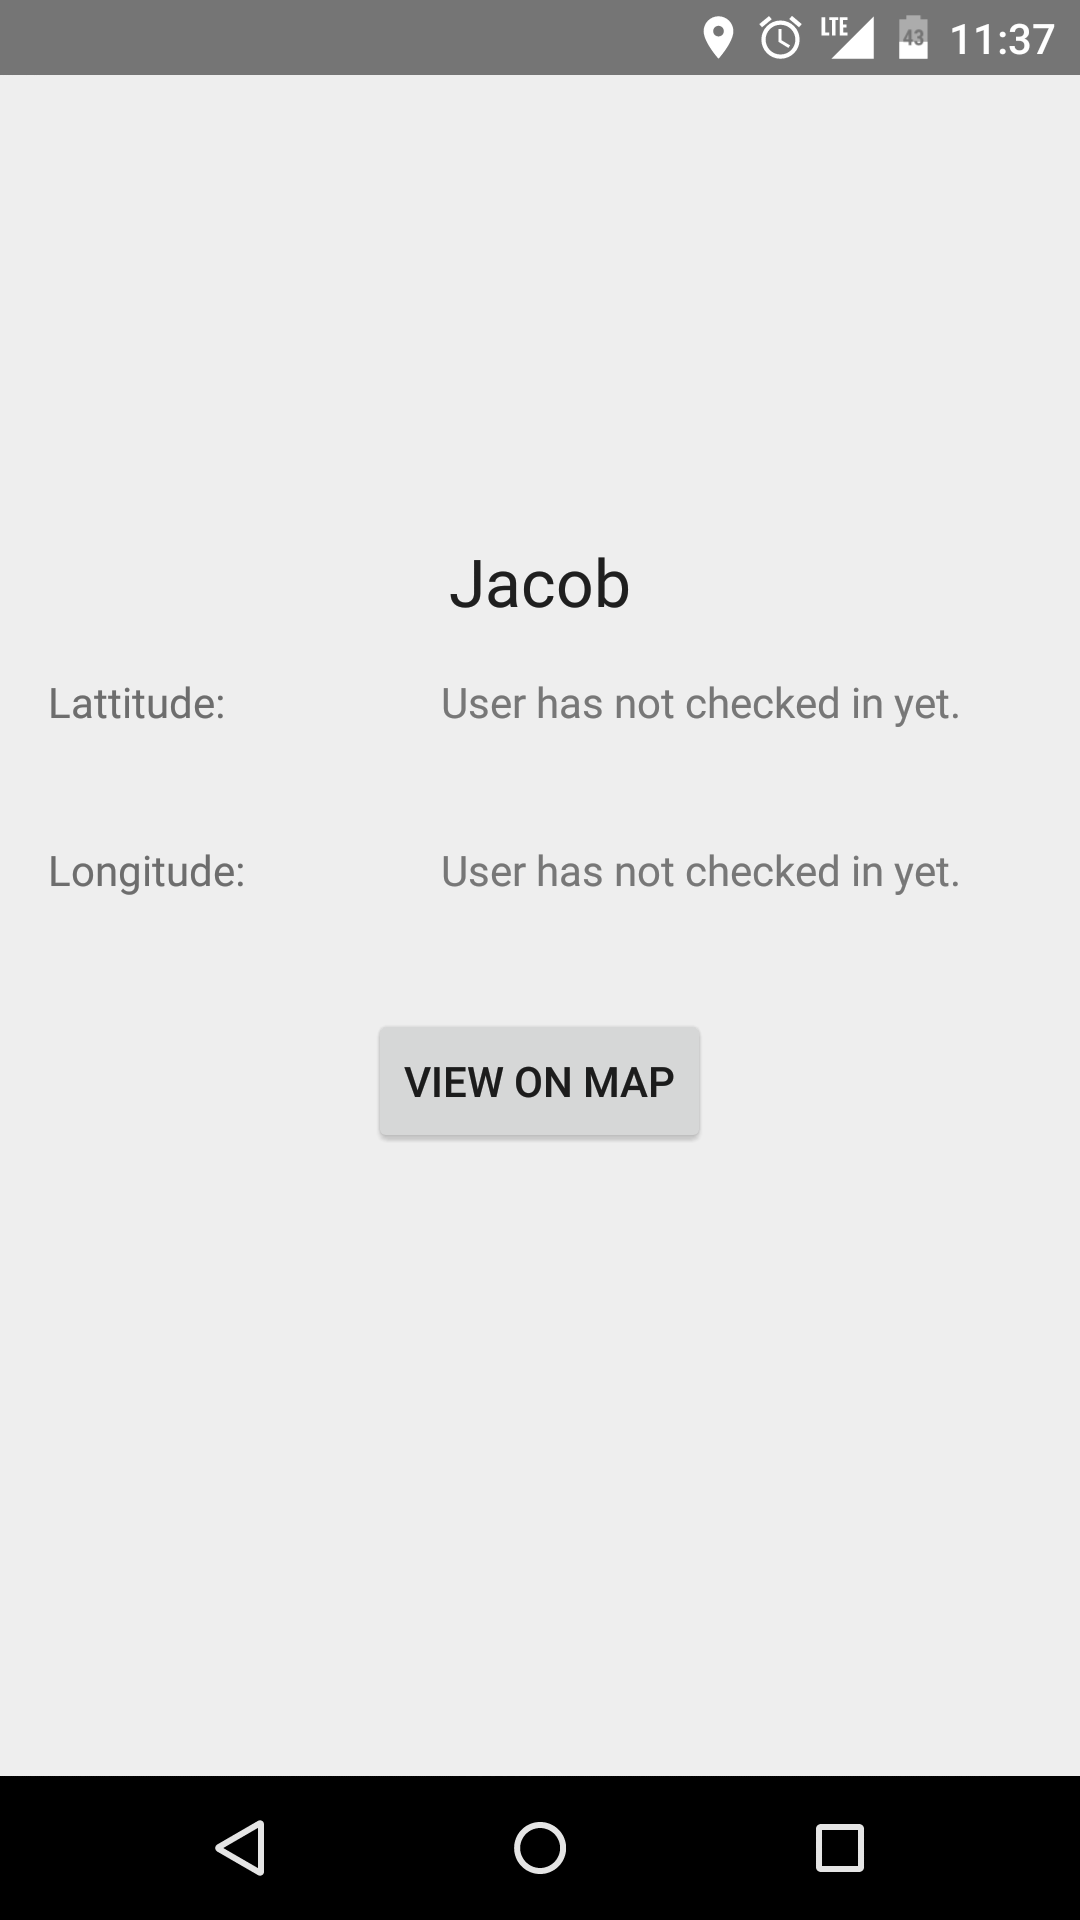 LTE 43 11:37
Jacob
Lattitude: User has not checked in yet.
Longitude: User has not checked in yet.
VIEW ON MAP